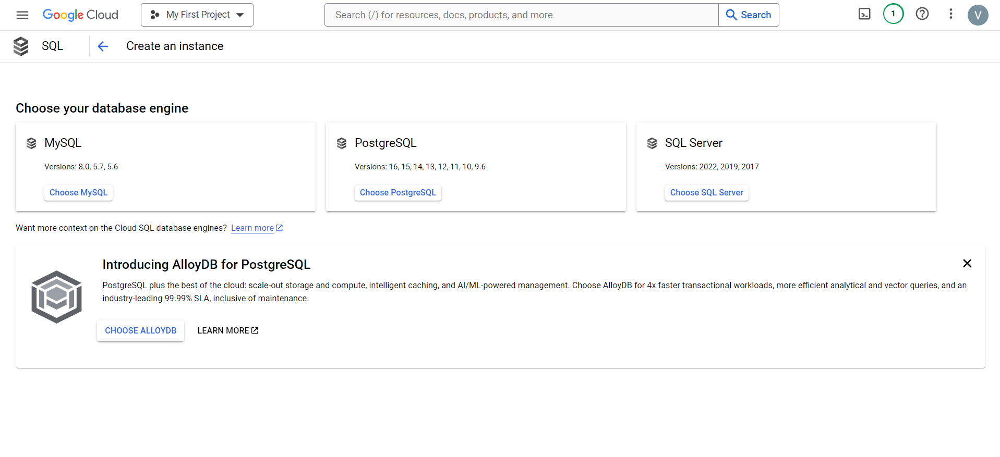 Google Cloud
My First Project
Search (/) for resources, docs, products, and more
Search
1
V
SQL
Create an instance
Choose your database engine
MySQL
Versions: 8.0, 5.7, 5.6
Choose MySQL
PostgreSQL
Versions: 16, 15, 14, 13, 12, 11, 10, 9.6
Choose PostgreSQL
SQL Server
Versions: 2022, 2019, 2017
Choose SQL Server
Want more context on the Cloud SQL database engines? Learn more
Introducing AlloyDB for PostgreSQL
PostgreSQL plus the best of the cloud: scale-out storage and compute, intelligent caching, and AI/ML-powered management. Choose AlloyDB for 4x faster transactional workloads, more efficient analytical and vector queries, and an
industry-leading 99.99% SLA, inclusive of maintenance.
CHOOSE ALLOYDB
LEARN MORE